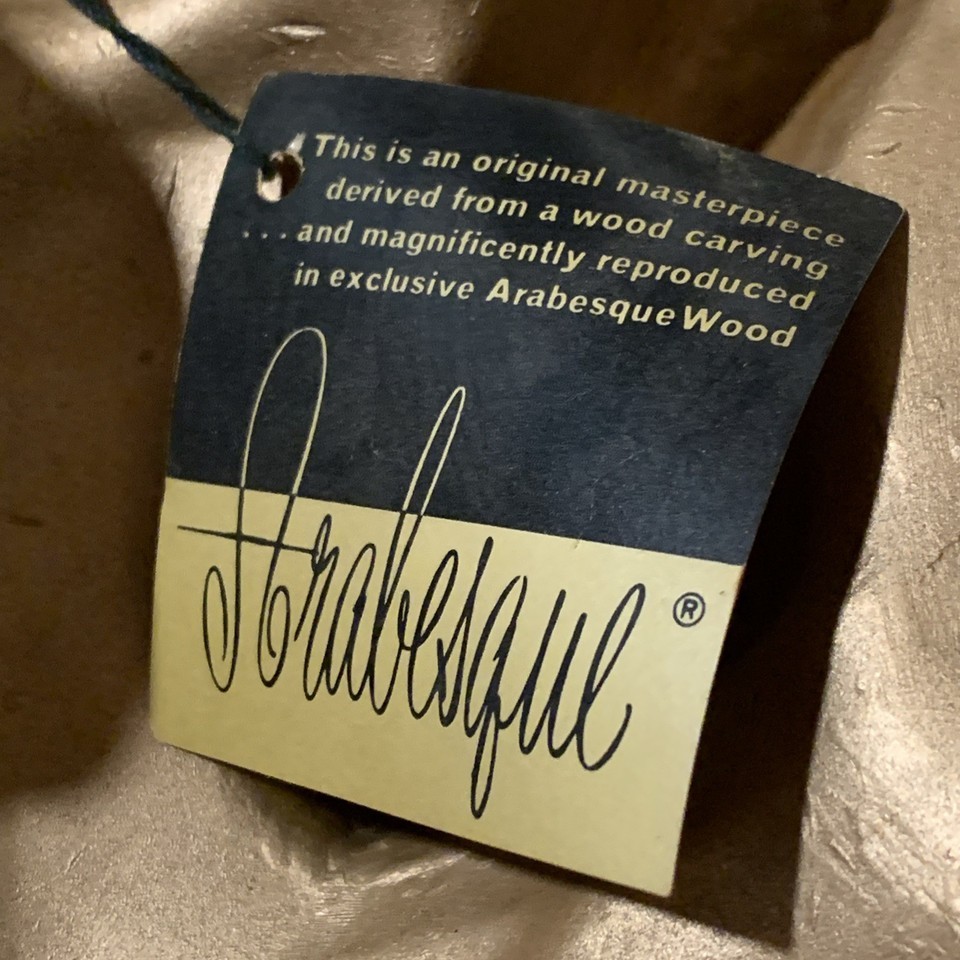 This is an original masterpiece
derived from a wood carving
...and magnificently reproduced
in exclusive Arabesque Wood
Arabesque ®